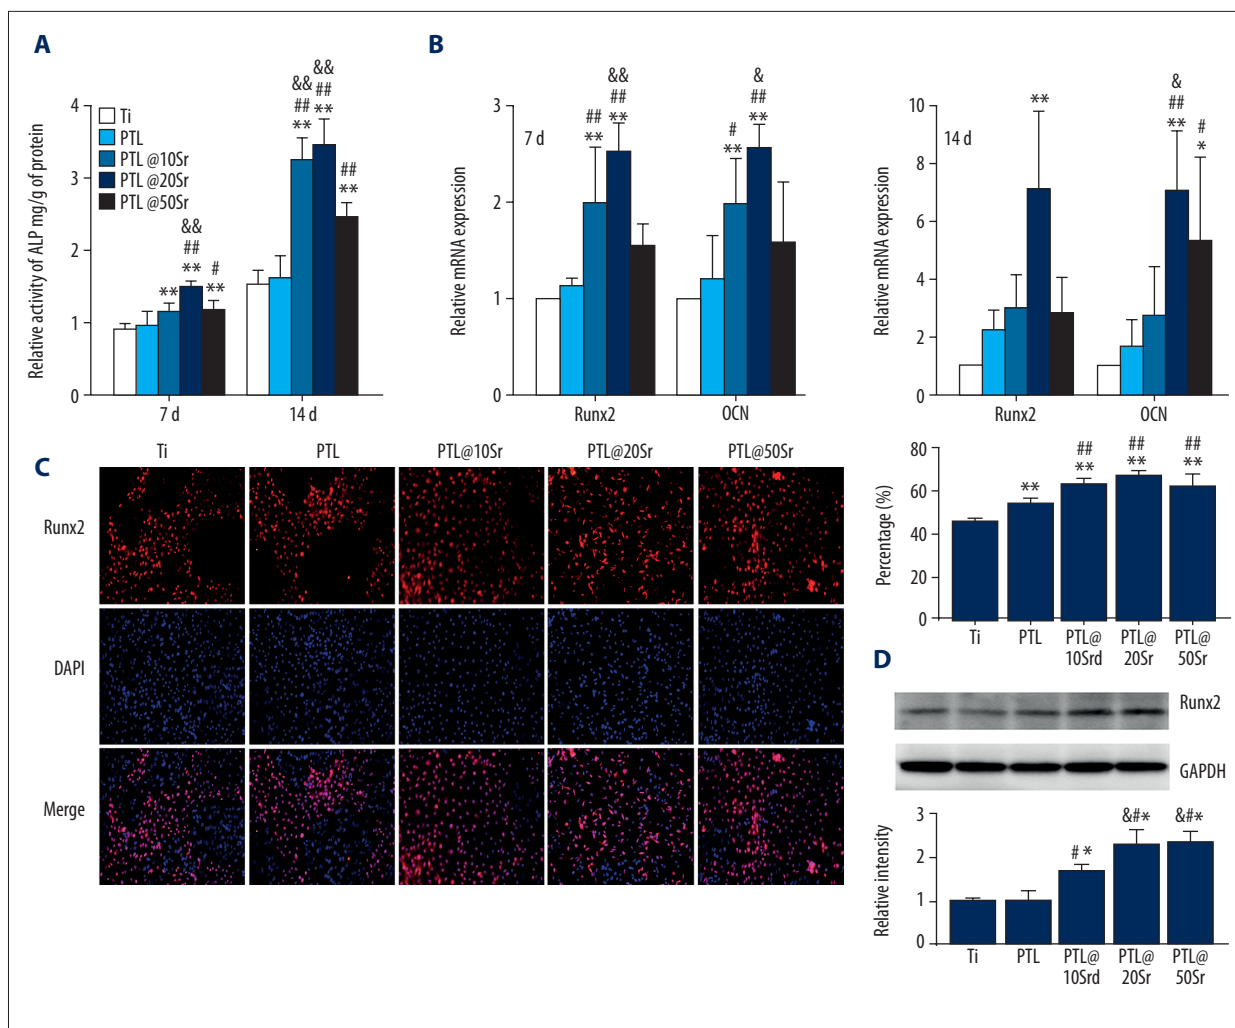 A
Relative activity of ALP mg/g of protein
4
3
2
1
0
Ti
PTL
PTL @10Sr
PTL @20Sr
PTL @50Sr
**
&&
##
**
#
**
&&
##
**
&&
##
**
##
**
7 d
14 d
B
Relative mRNA expression
3
2
1
0
7 d
##
**
&&
##
**
#
**
&
##
**
Runx2
OCN
Relative mRNA expression
10
8
6
4
2
0
14 d
**
&
##
**
#
*
Runx2
OCN
C
Ti
PTL
PTL@10Sr
PTL@20Sr
PTL@50Sr
Runx2
DAPI
Merge
Percentage (%)
80
60
40
20
0
**
##
**
##
**
##
**
Ti
PTL
PTL@
10Srd
PTL@
20Sr
PTL@
50Sr
D
Runx2
GAPDH
Relative intensity
3
2
1
0
# *
&#*
&#*
Ti
PTL
PTL@
10Srd
PTL@
20Sr
PTL@
50Sr